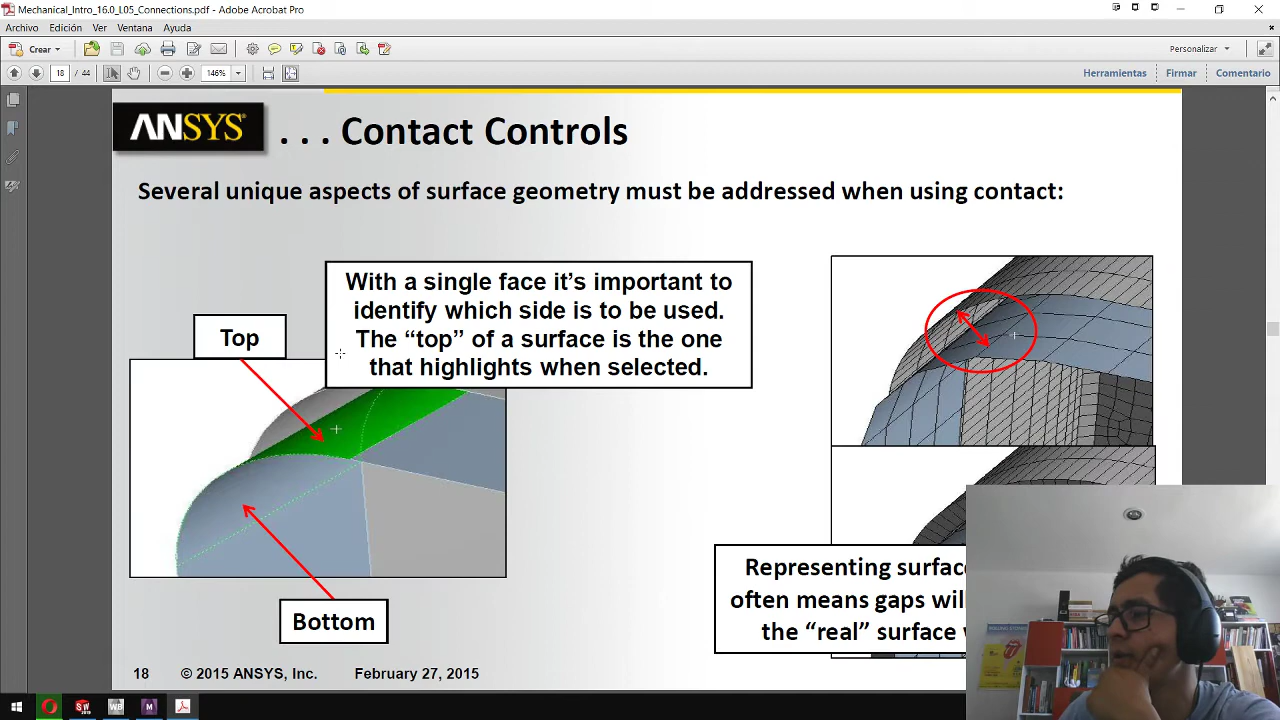 Mechanical_Intro_16.0_L05_Connections.pdf - Adobe Acrobat Pro
Archivo Edición Ver Ventana Ayuda
Crear
Personalizar
18 / 44
146%
Herramientas Firmar Comentario
ANSYS
. . . Contact Controls
Several unique aspects of surface geometry must be addressed when using contact:
With a single face it's important to
identify which side is to be used.
The “top” of a surface is the one
that highlights when selected.
Top
Bottom
Representing surfac
often means gaps wil
the “real” surface
18 © 2015 ANSYS, Inc. February 27, 2015